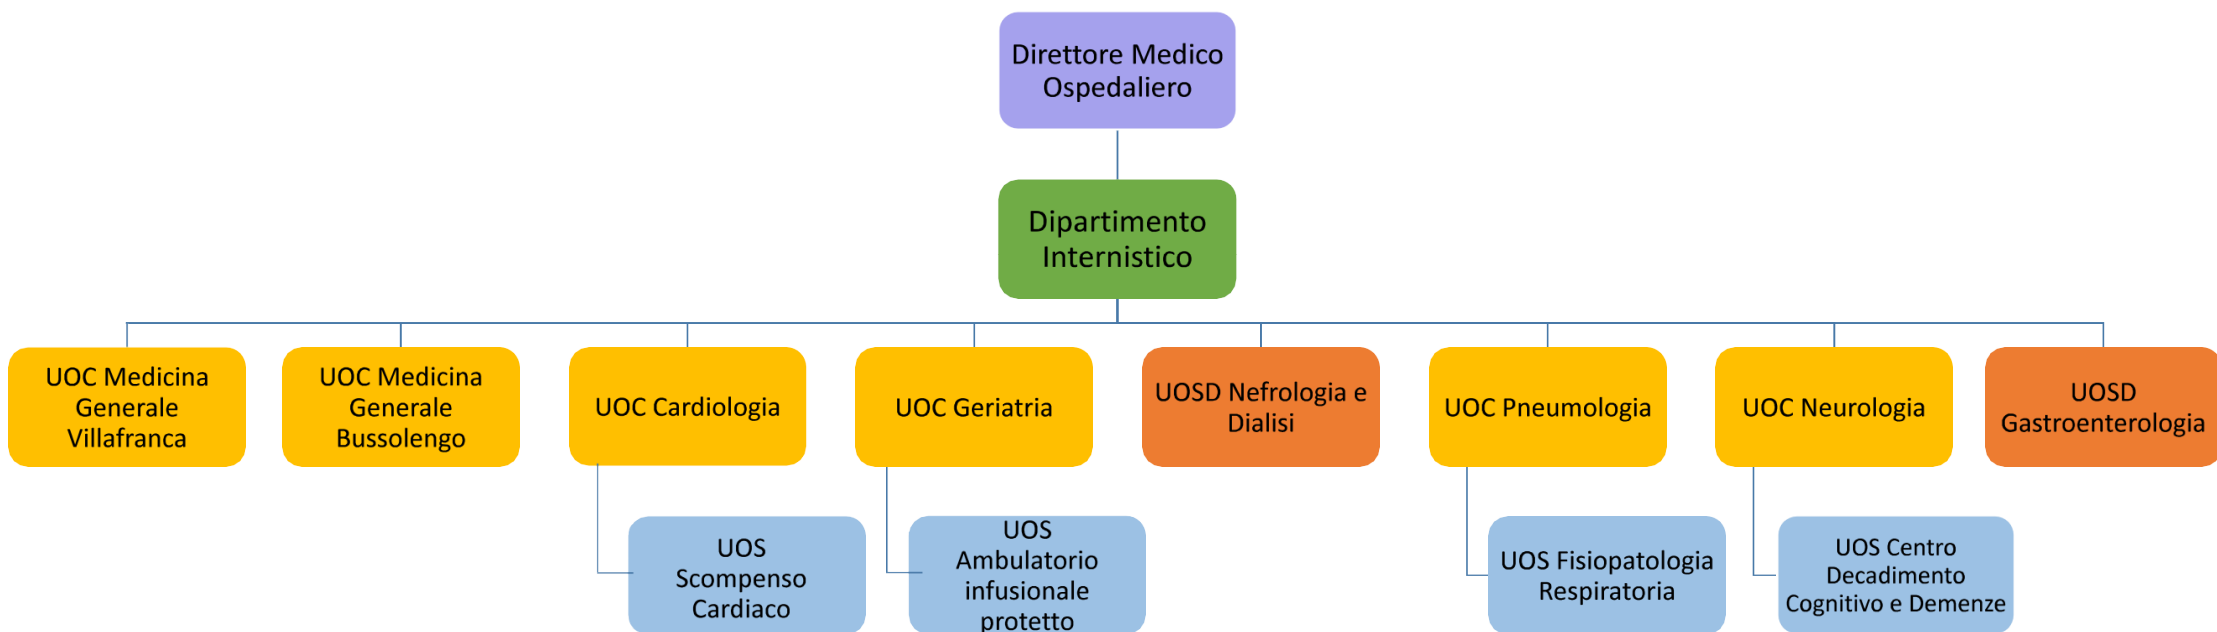 Direttore Medico
Ospedaliero
Dipartimento
Internistico
UOC Medicina
Generale
Villafranca
UOC Medicina
Generale
Bussolengo
UOC Cardiologia
UOC Geriatria
UOSD Nefrologia e
Dialisi
UOC Pneumologia
UOC Neurologia
UOSD
Gastroenterologia
UOS
Scompenso
Cardiaco
UOS
Ambulatorio
infusionale
protetto
UOS Fisiopatologia
Respiratoria
UOS Centro
Decadimento
Cognitivo e Demenze